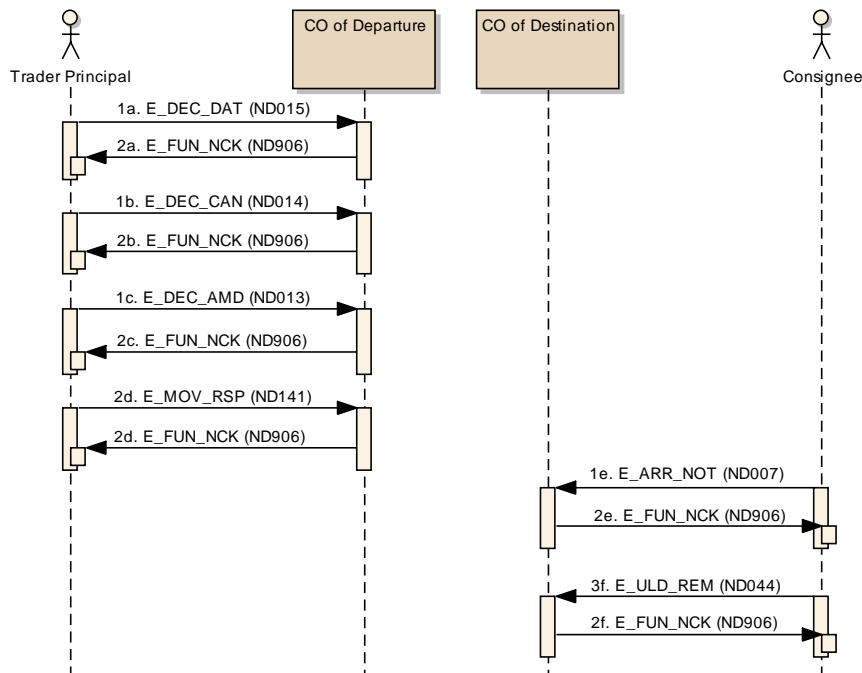 CO of Departure
CO of Destination
Trader Principal
Consignee
1a. E_DEC_DAT (ND015)
2a. E_FUN_NCK (ND906)
1b. E_DEC_CAN (ND014)
2b. E_FUN_NCK (ND906)
1c. E_DEC_AMD (ND013)
2c. E_FUN_NCK (ND906)
2d. E_MOV_RSP (ND141)
2d. E_FUN_NCK (ND906)
1e. E_ARR_NOT (ND007)
2e. E_FUN_NCK (ND906)
3f. E_ULD_REM (ND044)
2f. E_FUN_NCK (ND906)